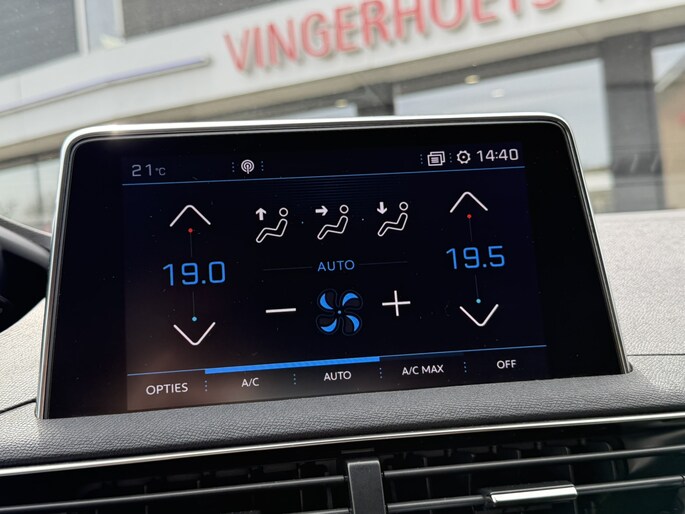 VINGERHOETS
21°C 14:40
19.0 AUTO 19.5
OPTIES A/C AUTO A/C MAX OFF